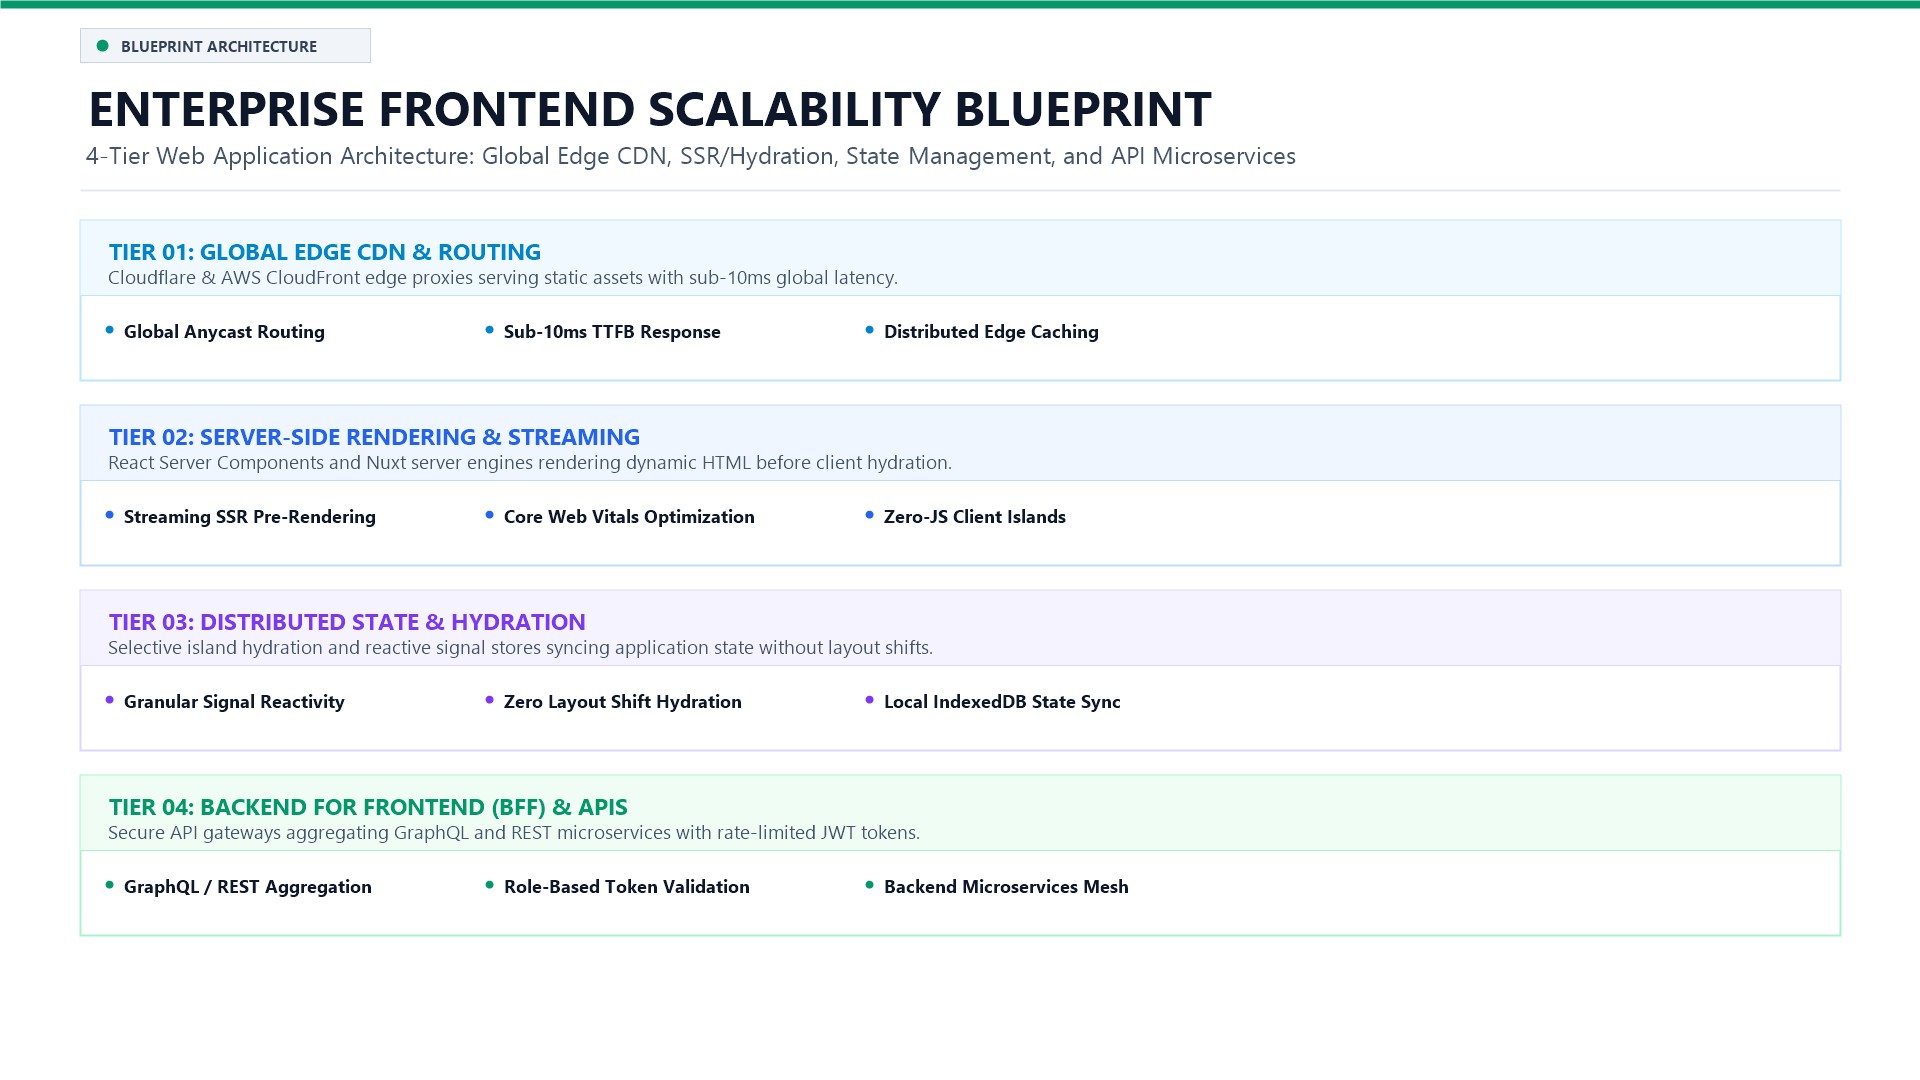 BLUEPRINT ARCHITECTURE
ENTERPRISE FRONTEND SCALABILITY BLUEPRINT
4-Tier Web Application Architecture: Global Edge CDN, SSR/Hydration, State Management, and API Microservices
TIER 01: GLOBAL EDGE CDN & ROUTING
Cloudflare & AWS CloudFront edge proxies serving static assets with sub-10ms global latency.
Global Anycast Routing
Sub-10ms TTFB Response
Distributed Edge Caching
TIER 02: SERVER-SIDE RENDERING & STREAMING
React Server Components and Nuxt server engines rendering dynamic HTML before client hydration.
Streaming SSR Pre-Rendering
Core Web Vitals Optimization
Zero-JS Client Islands
TIER 03: DISTRIBUTED STATE & HYDRATION
Selective island hydration and reactive signal stores syncing application state without layout shifts.
Granular Signal Reactivity
Zero Layout Shift Hydration
Local IndexedDB State Sync
TIER 04: BACKEND FOR FRONTEND (BFF) & APIS
Secure API gateways aggregating GraphQL and REST microservices with rate-limited JWT tokens.
GraphQL / REST Aggregation
Role-Based Token Validation
Backend Microservices Mesh